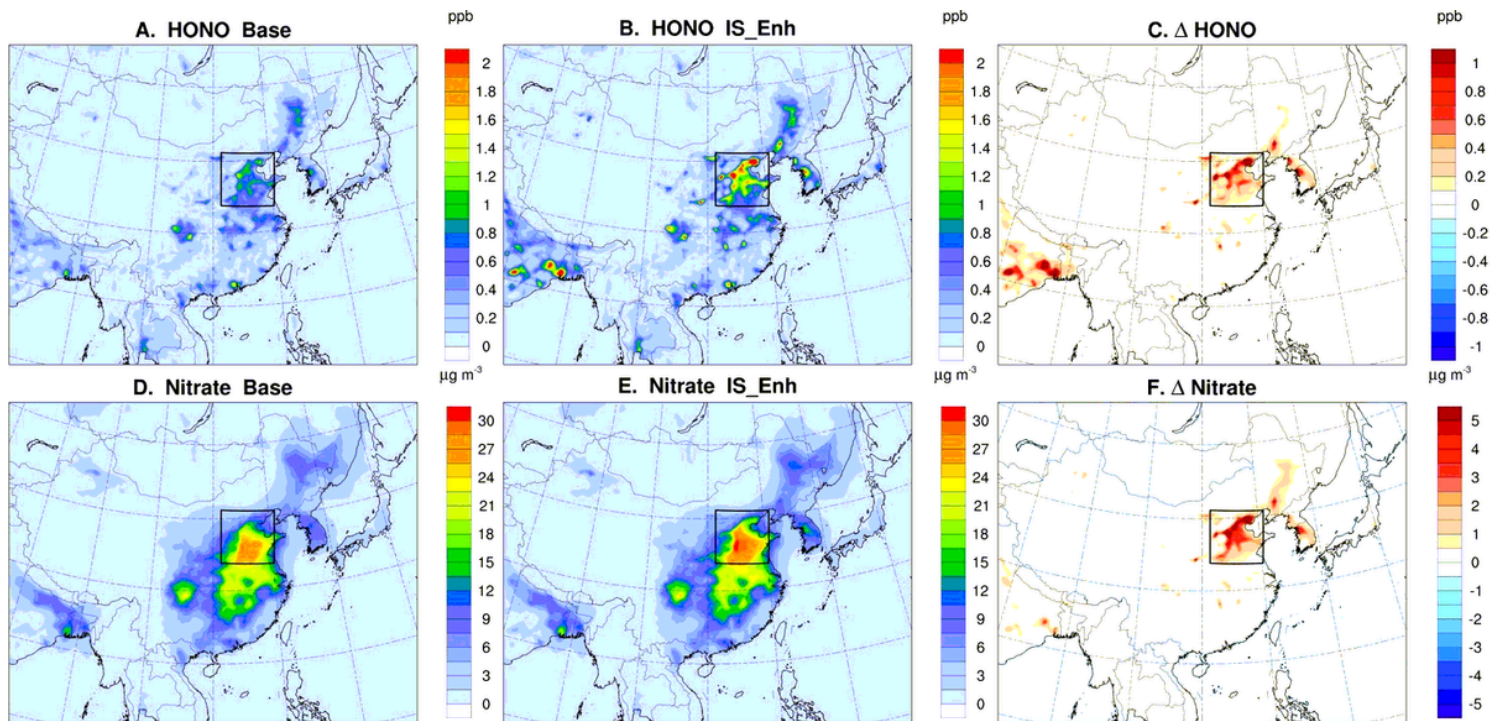 ppb ppb ppb
A. HONO Base B. HONO IS_Enh C. Δ HONO
2 2 1
1.8 1.8 0.8
1.6 1.6 0.6
1.4 1.4 0.4
1.2 1.2 0.2
1 1 0
0.8 0.8 -0.2
0.6 0.6 -0.4
0.4 0.4 -0.6
0.2 0.2 -0.8
0 0 -1
μg m⁻³ μg m⁻³ μg m⁻³
D. Nitrate Base E. Nitrate IS_Enh F. Δ Nitrate
30 30 5
27 27 4
24 24 3
21 21 2
18 18 1
15 15 0
12 12 -1
9 9 -2
6 6 -3
3 3 -4
0 0 -5